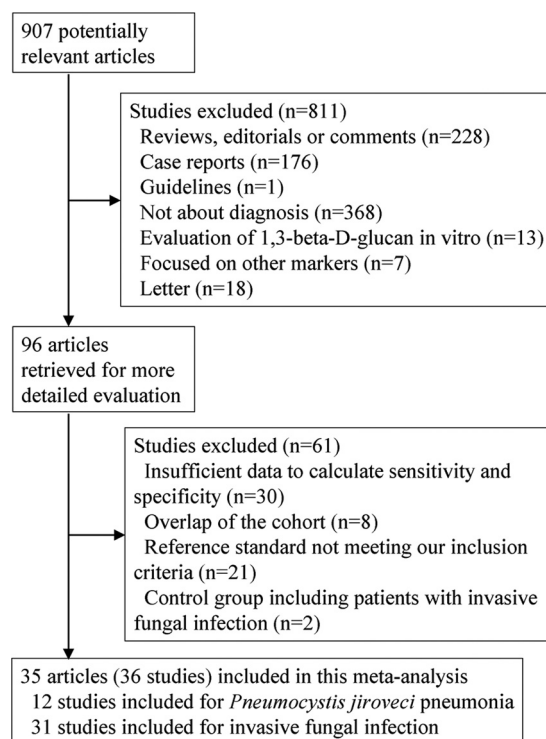 907 potentially
relevant articles
Studies excluded (n=811)
Reviews, editorials or comments (n=228)
Case reports (n=176)
Guidelines (n=1)
Not about diagnosis (n=368)
Evaluation of 1,3-beta-D-glucan in vitro (n=13)
Focused on other markers (n=7)
Letter (n=18)
96 articles
retrieved for more
detailed evaluation
Studies excluded (n=61)
Insufficient data to calculate sensitivity and
specificity (n=30)
Overlap of the cohort (n=8)
Reference standard not meeting our inclusion
criteria (n=21)
Control group including patients with invasive
fungal infection (n=2)
35 articles (36 studies) included in this meta-analysis
12 studies included for Pneumocystis jiroveci pneumonia
31 studies included for invasive fungal infection